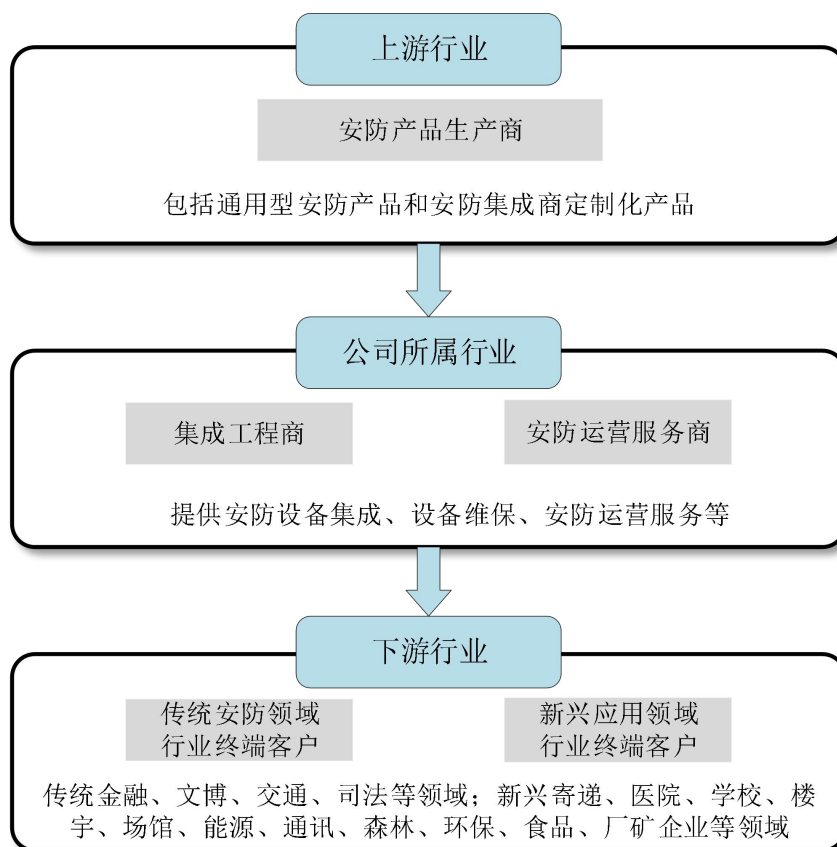 上游行业
安防产品生产商
包括通用型安防产品和安防集成商定制化产品
公司所属行业
集成工程商
安防运营服务商
提供安防设备集成、设备维保、安防运营服务等
下游行业
传统安防领域
行业终端客户
新兴应用领域
行业终端客户
传统金融、文博、交通、司法等领域；新兴寄递、医院、学校、楼
宇、场馆、能源、通讯、森林、环保、食品、厂矿企业等领域